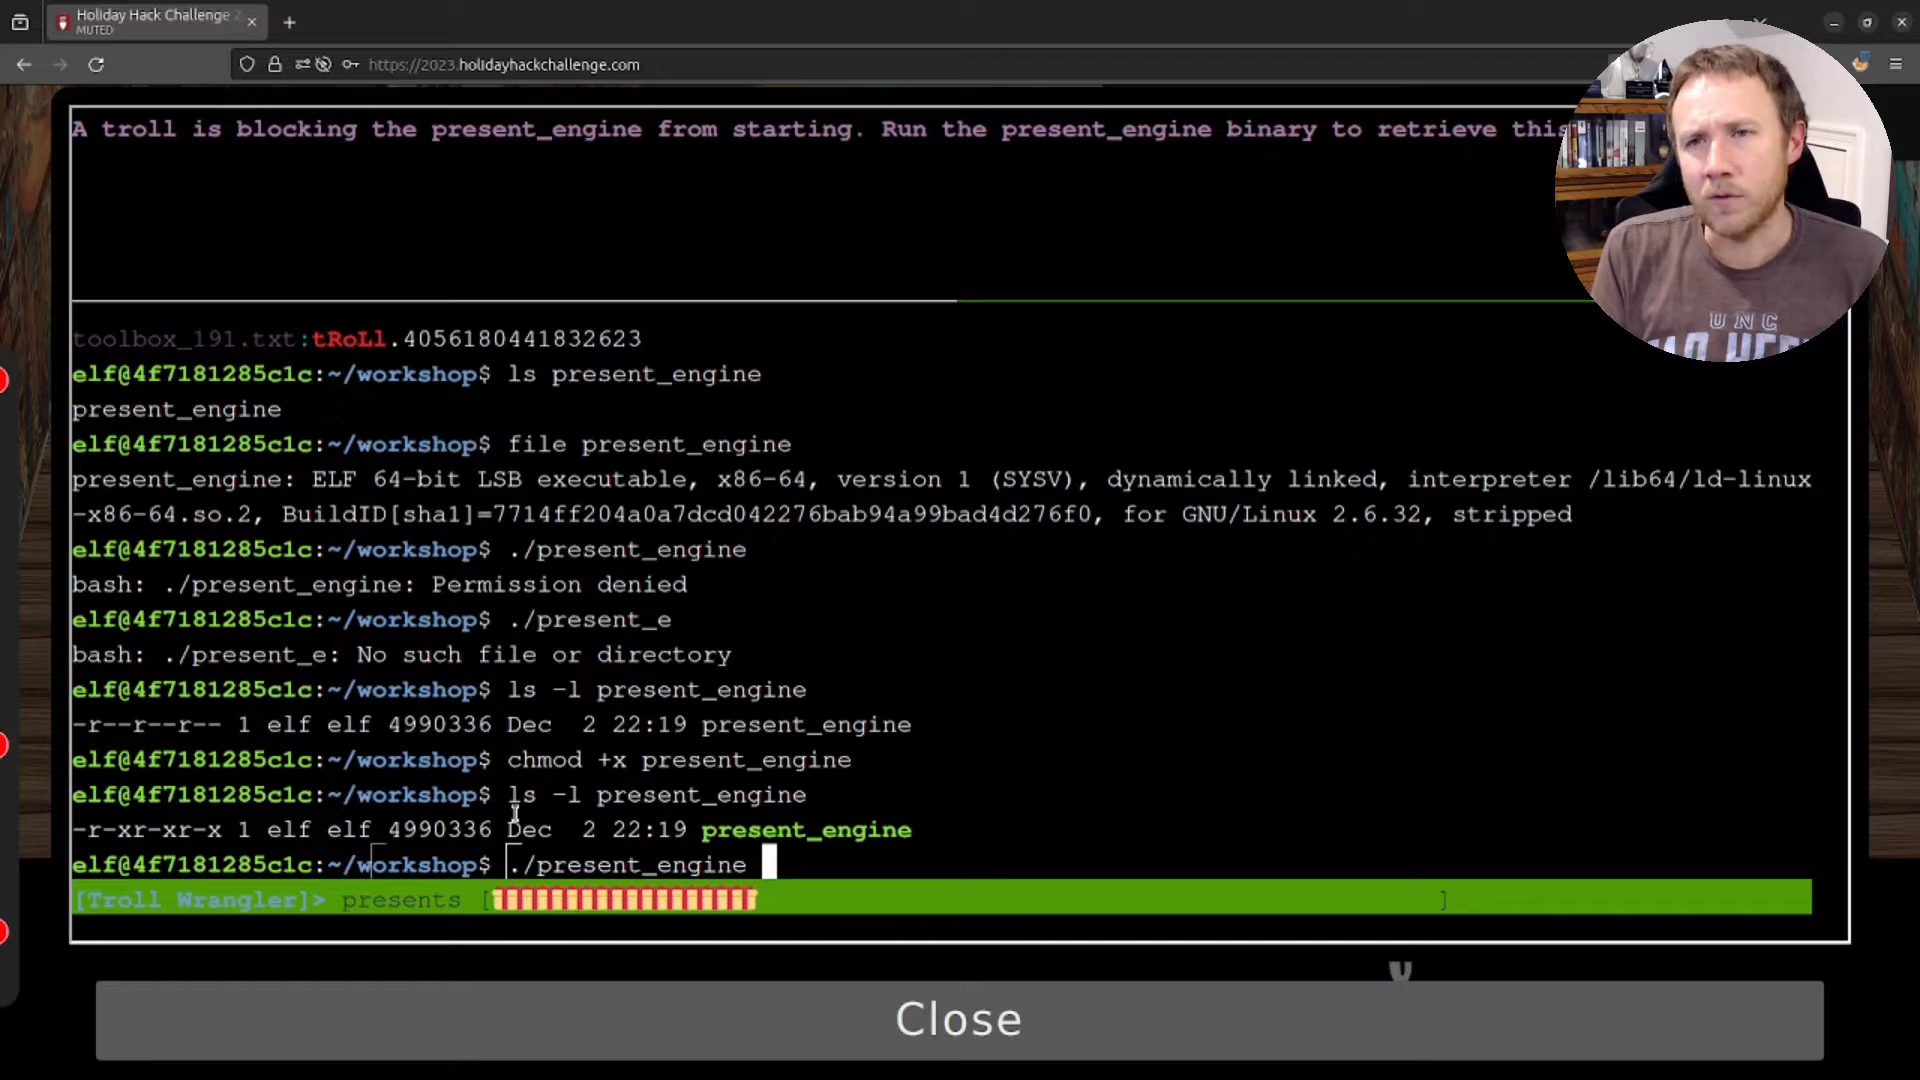 Holiday Hack Challenge 2
MUTED
https://2023.holidayhackchallenge.com
A troll is blocking the present_engine from starting. Run the present_engine binary to retrieve this
toolbox_191.txt:tRoLl.4056180441832623
elf@4f7181285c1c:~/workshop$ ls present_engine
present_engine
elf@4f7181285c1c:~/workshop$ file present_engine
present_engine: ELF 64-bit LSB executable, x86-64, version 1 (SYSV), dynamically linked, interpreter /lib64/ld-linux
-x86-64.so.2, BuildID[sha1]=7714ff204a0a7dcd042276bab94a99bad4d276f0, for GNU/Linux 2.6.32, stripped
elf@4f7181285c1c:~/workshop$ ./present_engine
bash: ./present_engine: Permission denied
elf@4f7181285c1c:~/workshop$ ./present_e
bash: ./present_e: No such file or directory
elf@4f7181285c1c:~/workshop$ ls -l present_engine
-r--r--r-- 1 elf elf 4990336 Dec  2 22:19 present_engine
elf@4f7181285c1c:~/workshop$ chmod +x present_engine
elf@4f7181285c1c:~/workshop$ ls -l present_engine
-r-xr-xr-x 1 elf elf 4990336 Dec  2 22:19 present_engine
elf@4f7181285c1c:~/workshop$ ./present_engine
[Troll Wrangler]> presents [ ]
Close
UNC